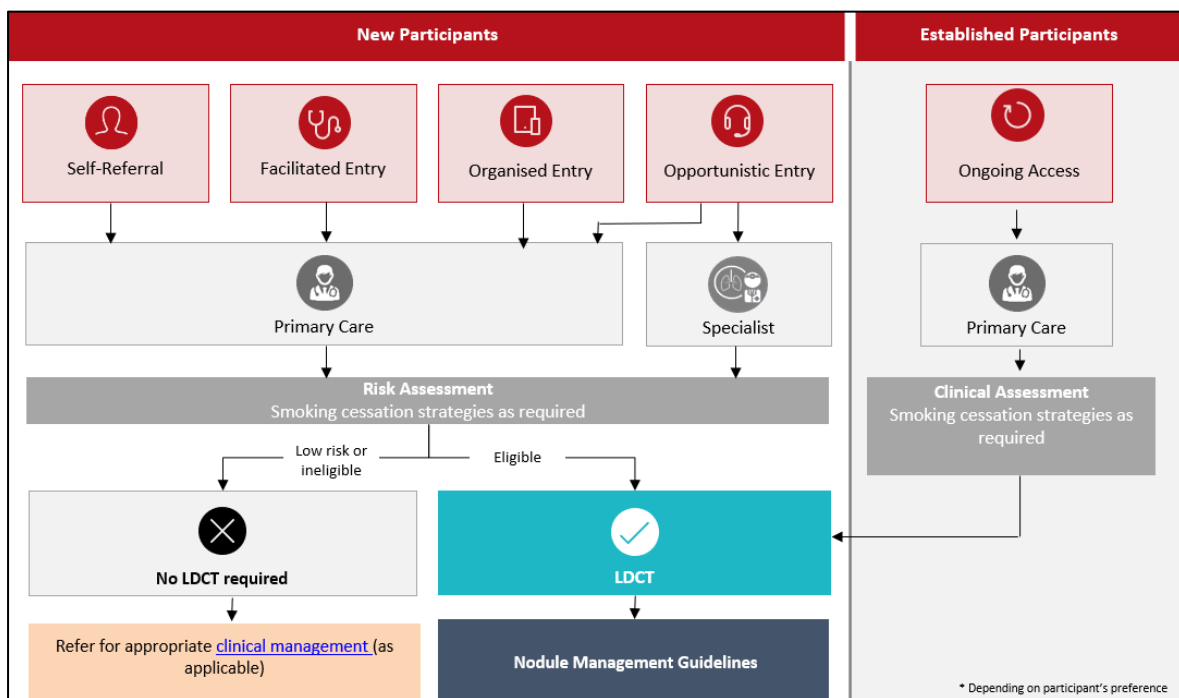 New Participants
Established Participants
Self-Referral
Facilitated Entry
Organised Entry
Opportunistic Entry
Ongoing Access
Primary Care
Specialist
Primary Care
Risk Assessment
Smoking cessation strategies as required
Clinical Assessment
Smoking cessation strategies as
required
Low risk or
ineligible
Eligible
No LDCT required
LDCT
Refer for appropriate clinical management (as
applicable)
Nodule Management Guidelines
* Depending on participant's preference